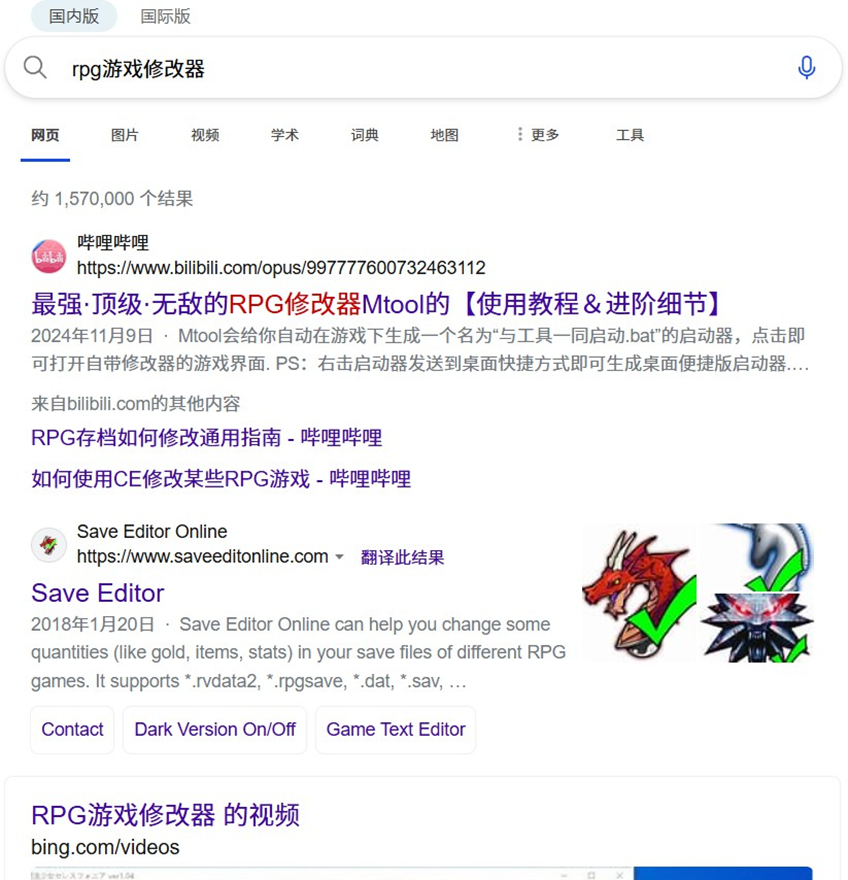 国内版 国际版
rpg游戏修改器
网页 图片 视频 学术 词典 地图 更多 工具
约 1,570,000 个结果
哔哩哔哩
https://www.bilibili.com/opus/997777600732463112
最强·顶级·无敌的RPG修改器Mtool的【使用教程＆进阶细节】
2024年11月9日 · Mtool会给你自动在游戏下生成一个名为“与工具一同启动.bat”的启动器，点击即
可打开自带修改器的游戏界面. PS：右击启动器发送到桌面快捷方式即可生成桌面便捷版启动器.…
来自bilibili.com的其他内容
RPG存档如何修改通用指南 - 哔哩哔哩
如何使用CE修改某些RPG游戏 - 哔哩哔哩
Save Editor Online
https://www.saveeditonline.com 翻译此结果
Save Editor
2018年1月20日 · Save Editor Online can help you change some
quantities (like gold, items, stats) in your save files of different RPG
games. It supports *.rvdata2, *.rpgsave, *.dat, *.sav, …
Contact Dark Version On/Off Game Text Editor
RPG游戏修改器 的视频
bing.com/videos